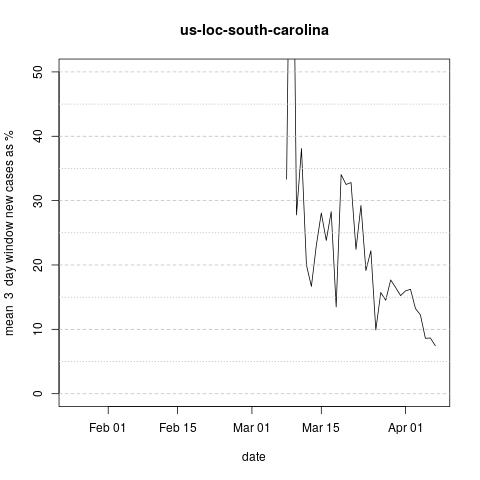 us-loc-south-carolina
mean 3 day window new cases as %
50
40
30
20
10
0
Feb 01 Feb 15 Mar 01 Mar 15 Apr 01
date